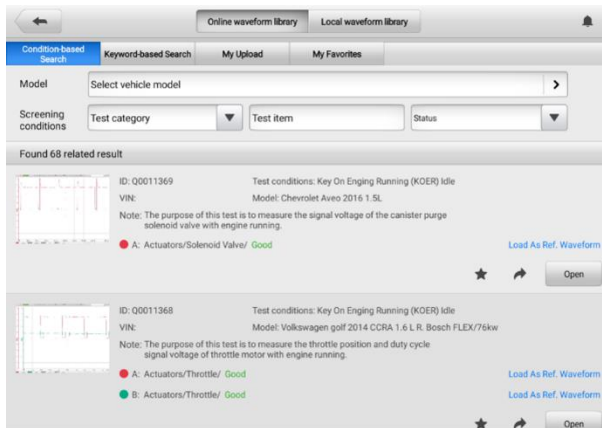 Online waveform library Local waveform library
Condition-based Search Keyword-based Search My Upload My Favorites
Model Select vehicle model
Screening conditions Test category Test item Status
Found 68 related result
ID: Q0011369 Test conditions: Key On Enging Running (KOER) Idle
VIN: Model: Chevrolet Aveo 2016 1.5L
Note: The purpose of this test is to measure the signal voltage of the canister purge
solenoid valve with engine running.
A: Actuators/Solenoid Valve/ Good Load As Ref. Waveform
Open
ID: Q0011368 Test conditions: Key On Enging Running (KOER) Idle
VIN: Model: Volkswagen golf 2014 CCRA 1.6 L R. Bosch FLEX/76kw
Note: The purpose of this test is to measure the throttle position and duty cycle
signal voltage of throttle motor with engine running.
A: Actuators/Throttle/ Good Load As Ref. Waveform
B: Actuators/Throttle/ Good Load As Ref. Waveform
Open